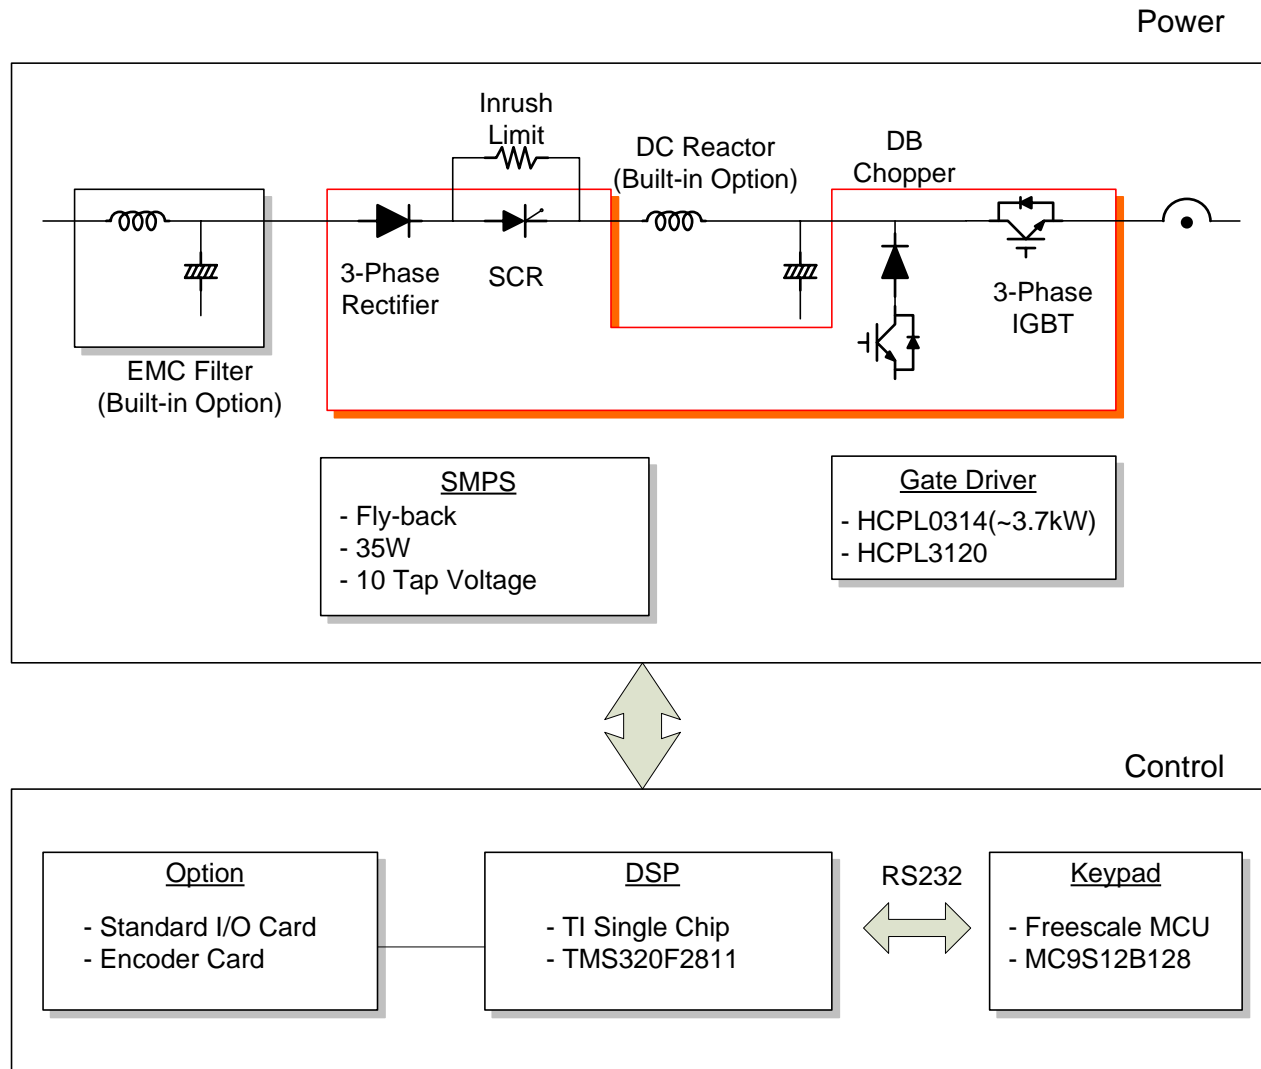 Power
Inrush
Limit
DC Reactor
(Built-in Option)
DB
Chopper
3-Phase
Rectifier
SCR
3-Phase
IGBT
EMC Filter
(Built-in Option)
SMPS
- Fly-back
- 35W
- 10 Tap Voltage
Gate Driver
- HCPL0314(~3.7kW)
- HCPL3120
Control
Option
- Standard I/O Card
- Encoder Card
DSP
- TI Single Chip
- TMS320F2811
RS232
Keypad
- Freescale MCU
- MC9S12B128